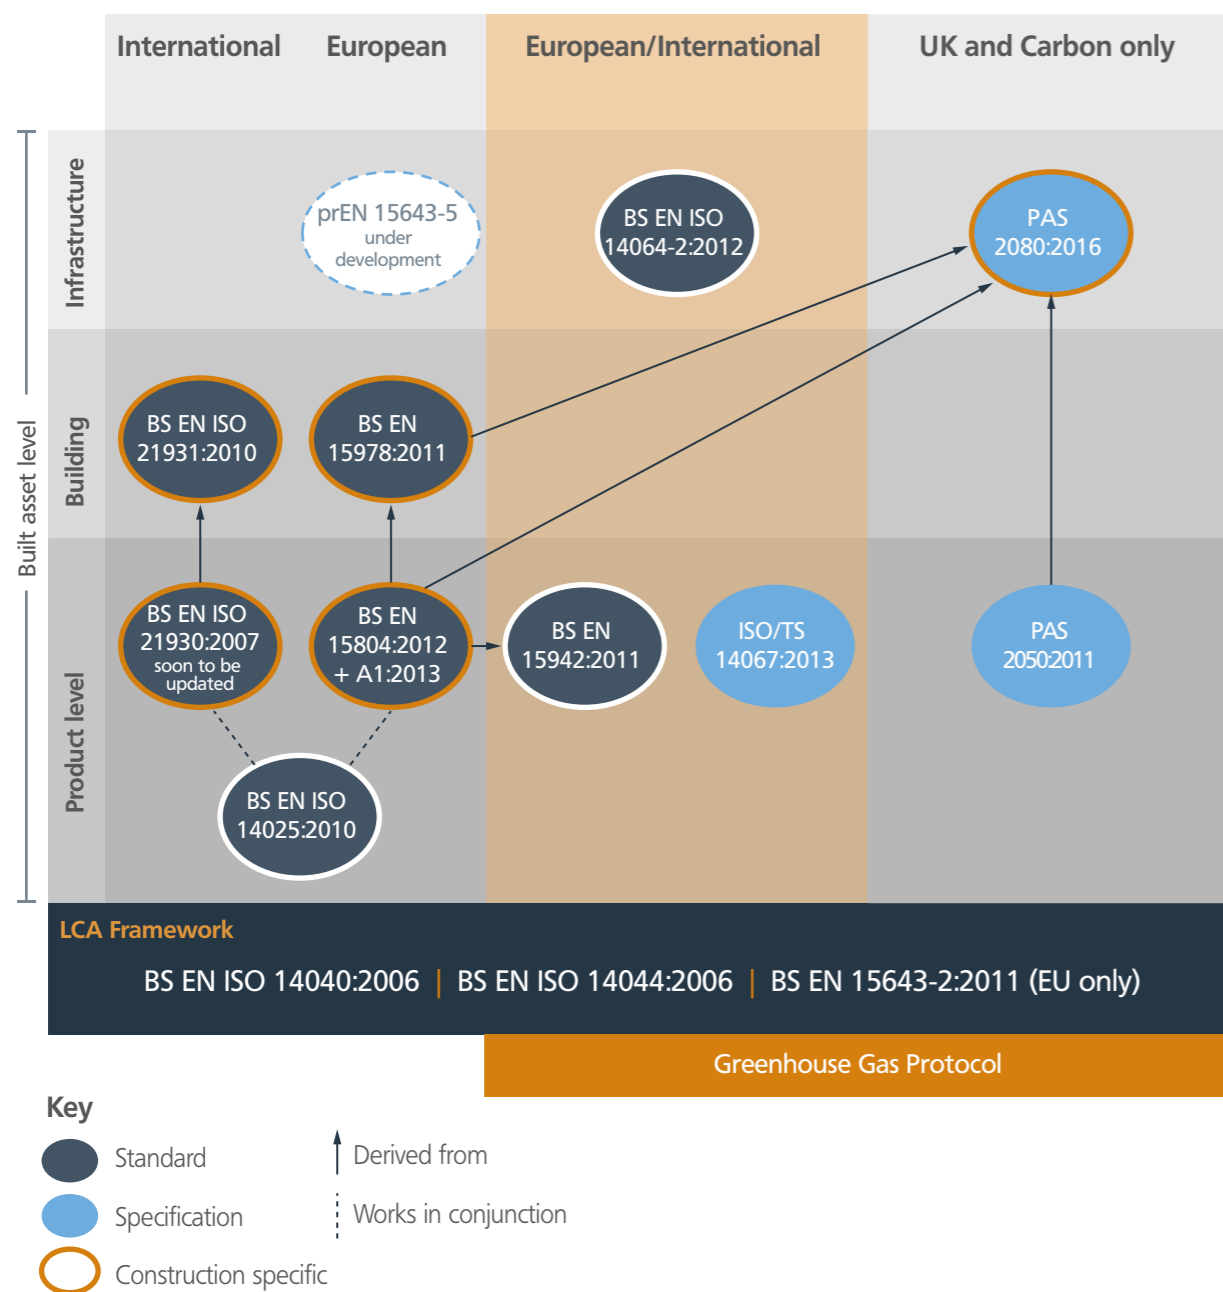 International
European
European/International
UK and Carbon only
Built asset level
Infrastructure
prEN 15643-5
under
development
BS EN ISO
14064-2:2012
PAS
2080:2016
Building
BS EN ISO
21931:2010
BS EN
15978:2011
Product level
BS EN ISO
21930:2007
soon to be
updated
BS EN
15804:2012
+ A1:2013
BS EN
15942:2011
ISO/TS
14067:2013
PAS
2050:2011
BS EN ISO
14025:2010
LCA Framework
BS EN ISO 14040:2006 | BS EN ISO 14044:2006 | BS EN 15643-2:2011 (EU only)
Greenhouse Gas Protocol
Key
Standard
Derived from
Specification
Works in conjunction
Construction specific